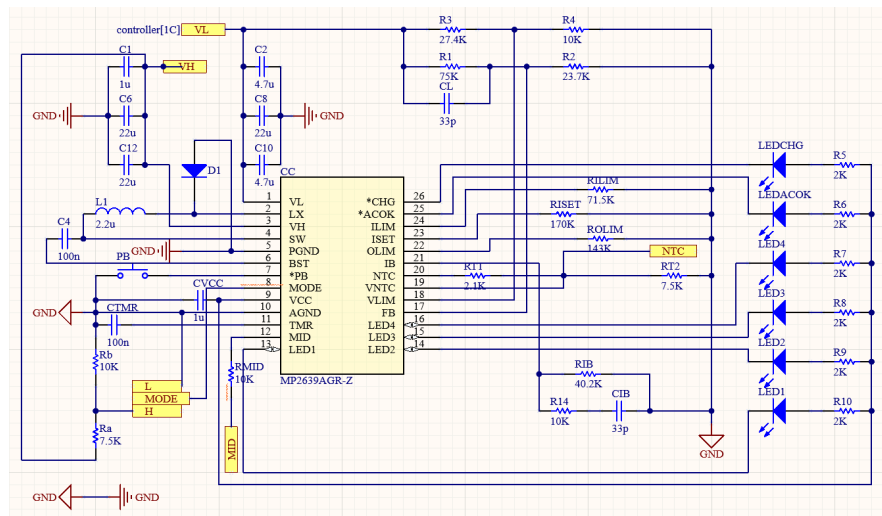 controller[1C] VL
R3
27.4K
R4
10K
C1
1u
VH
C2
4.7u
R1
75K
R2
23.7K
CL
33p
GND
C6
22u
C8
22u
GND
C12
22u
C10
4.7u
D1
CC
LEDCHG
R5
2K
1 VL *CHG 26
2 LX *ACOK 25
3 VH ILIM 24
4 SW ISET 23
5 PGND OLIM 22
6 BST IB 21
7 *PB NTC 20
8 MODE VNTC 19
9 VCC VLIM 18
10 AGND FB 17
11 TMR LED4 16
12 MID LED3 15
13 LED1 LED2 14
MP2639AGR-Z
L1
2.2u
C4
100n
GND
PB
CVCC
1u
GND
CTMR
100n
Rb
10K
L
MODE
H
Ra
7.5K
RMID
10K
MID
RILIM
71.5K
RISET
170K
ROLIM
143K
NTC
RT1
2.1K
RT2
7.5K
LEDACOK
R6
2K
LED4
R7
2K
LED3
R8
2K
LED2
R9
2K
LED1
R10
2K
RIB
40.2K
R14
10K
CIB
33p
GND
GND
GND